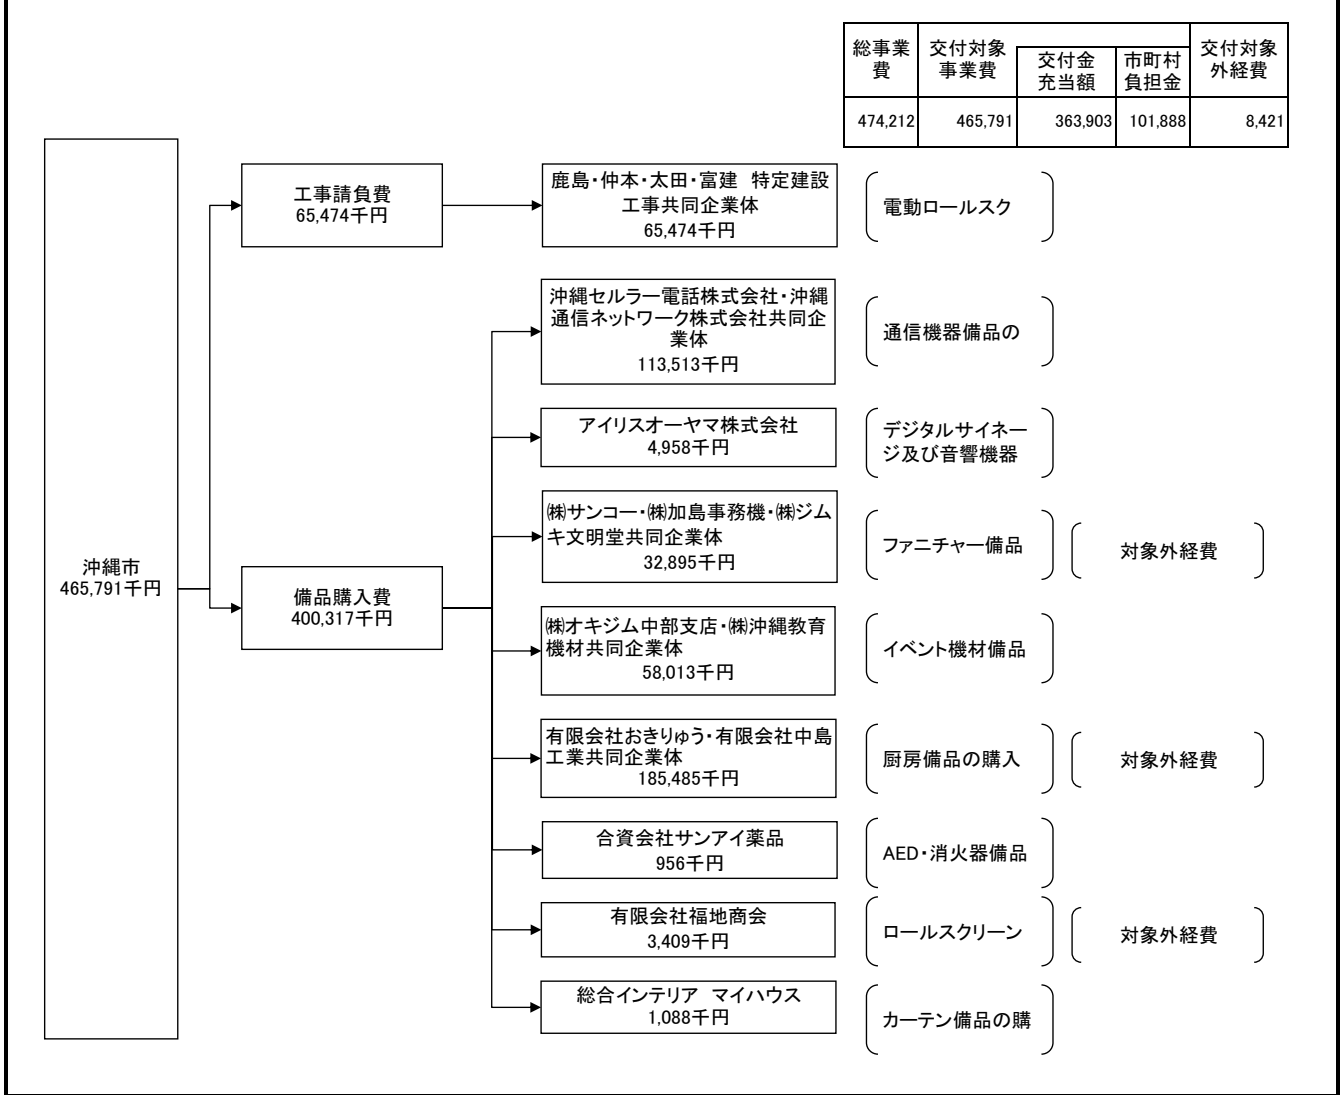 総事業
費
交付対象
事業費
交付金
充当額
市町村
負担金
交付対象
外経費
474,212
465,791
363,903
101,888
8,421
沖縄市
465,791千円
工事請負費
65,474千円
鹿島・仲本・太田・富建　特定建設
工事共同企業体
65,474千円
電動ロールスク
備品購入費
400,317千円
沖縄セルラー電話株式会社・沖縄
通信ネットワーク株式会社共同企
業体
113,513千円
通信機器備品の
アイリスオーヤマ株式会社
4,958千円
デジタルサイネー
ジ及び音響機器
㈱サンコー・㈱加島事務機・㈱ジム
キ文明堂共同企業体
32,895千円
ファニチャー備品
対象外経費
㈱オキジム中部支店・㈱沖縄教育
機材共同企業体
58,013千円
イベント機材備品
有限会社おきりゅう・有限会社中島
工業共同企業体
185,485千円
厨房備品の購入
対象外経費
合資会社サンアイ薬品
956千円
AED・消火器備品
有限会社福地商会
3,409千円
ロールスクリーン
対象外経費
総合インテリア　マイハウス
1,088千円
カーテン備品の購